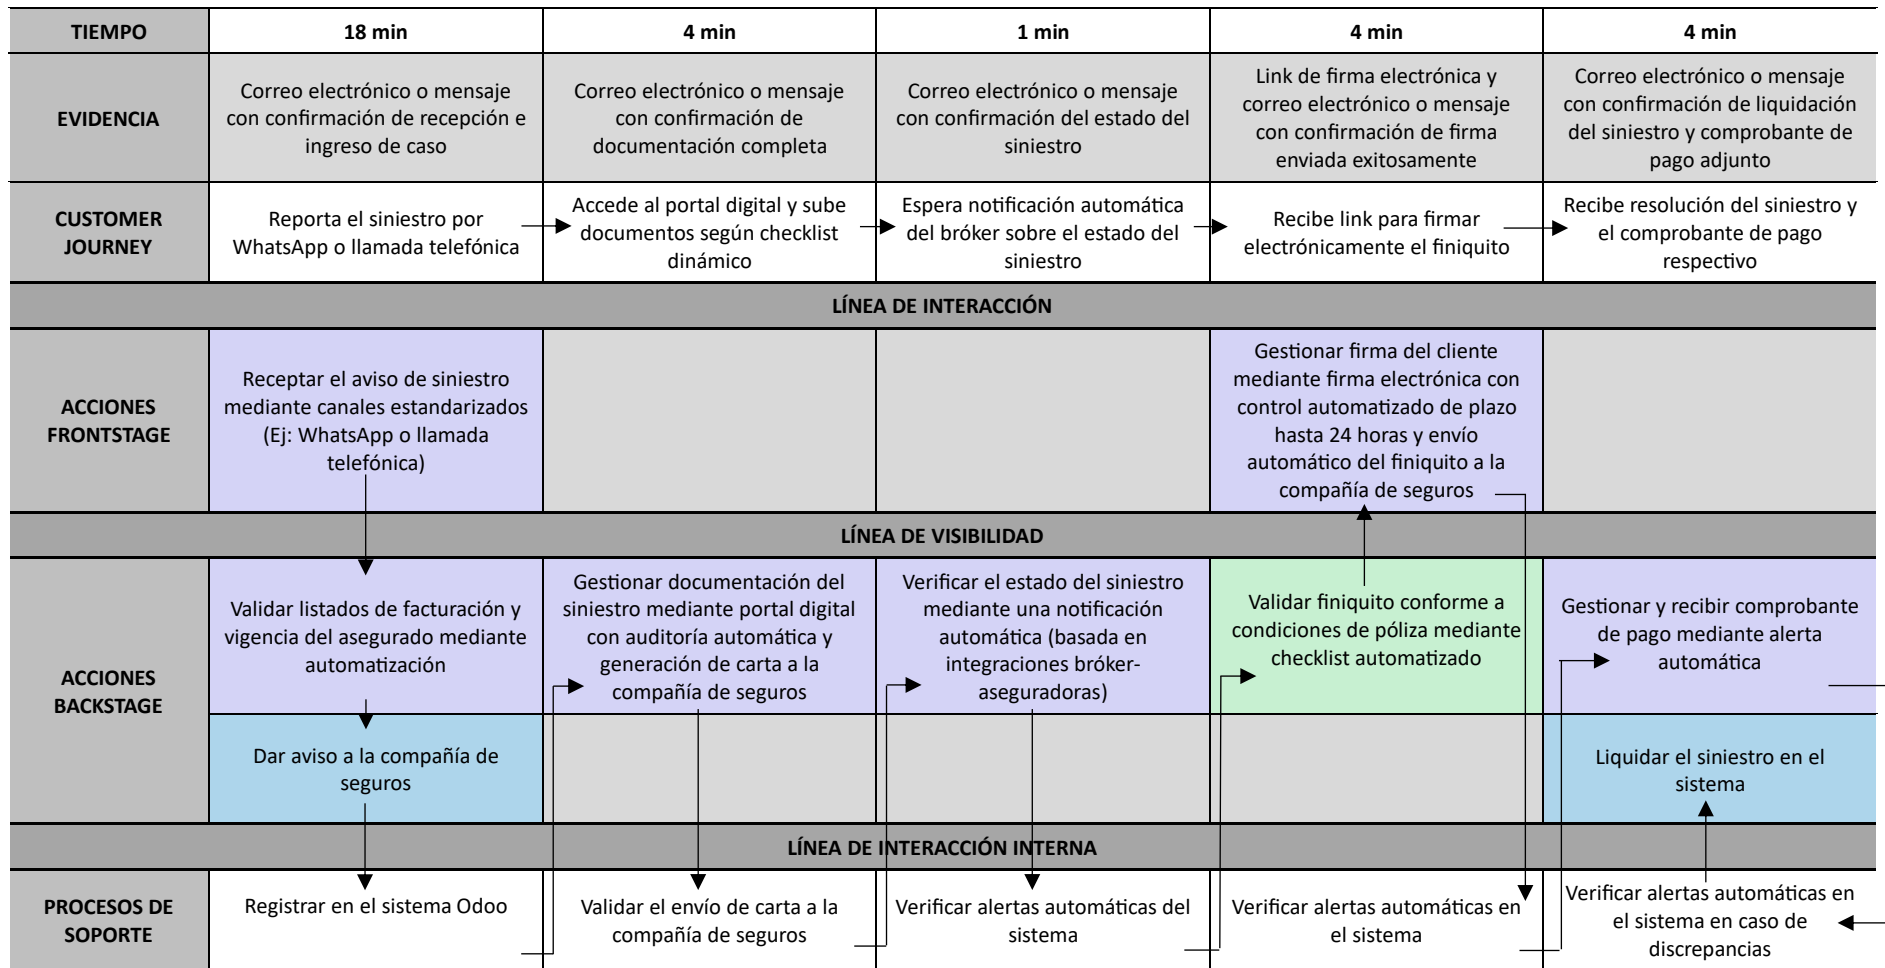 TIEMPO
18 min
4 min
1 min
4 min
4 min
EVIDENCIA
Correo electrónico o mensaje
con confirmación de recepción e
ingreso de caso
Correo electrónico o mensaje
con confirmación de
documentación completa
Correo electrónico o mensaje
con confirmación del estado del
siniestro
Link de firma electrónica y
correo electrónico o mensaje
con confirmación de firma
enviada exitosamente
Correo electrónico o mensaje
con confirmación de liquidación
del siniestro y comprobante de
pago adjunto
CUSTOMER
JOURNEY
Reporta el siniestro por
WhatsApp o llamada telefónica
Accede al portal digital y sube
documentos según checklist
dinámico
Espera notificación automática
del bróker sobre el estado del
siniestro
Recibe link para firmar
electrónicamente el finiquito
Recibe resolución del siniestro y
el comprobante de pago
respectivo
LÍNEA DE INTERACCIÓN
ACCIONES
FRONTSTAGE
Receptar el aviso de siniestro
mediante canales estandarizados
(Ej: WhatsApp o llamada
telefónica)
Gestionar firma del cliente
mediante firma electrónica con
control automatizado de plazo
hasta 24 horas y envío
automático del finiquito a la
compañía de seguros
LÍNEA DE VISIBILIDAD
ACCIONES
BACKSTAGE
Validar listados de facturación y
vigencia del asegurado mediante
automatización
Gestionar documentación del
siniestro mediante portal digital
con auditoría automática y
generación de carta a la
compañía de seguros
Verificar el estado del siniestro
mediante una notificación
automática (basada en
integraciones bróker-
aseguradoras)
Validar finiquito conforme a
condiciones de póliza mediante
checklist automatizado
Gestionar y recibir comprobante
de pago mediante alerta
automática
Dar aviso a la compañía de
seguros
Liquidar el siniestro en el
sistema
LÍNEA DE INTERACCIÓN INTERNA
PROCESOS DE
SOPORTE
Registrar en el sistema Odoo
Validar el envío de carta a la
compañía de seguros
Verificar alertas automáticas del
sistema
Verificar alertas automáticas en
el sistema
Verificar alertas automáticas en
el sistema en caso de
discrepancias